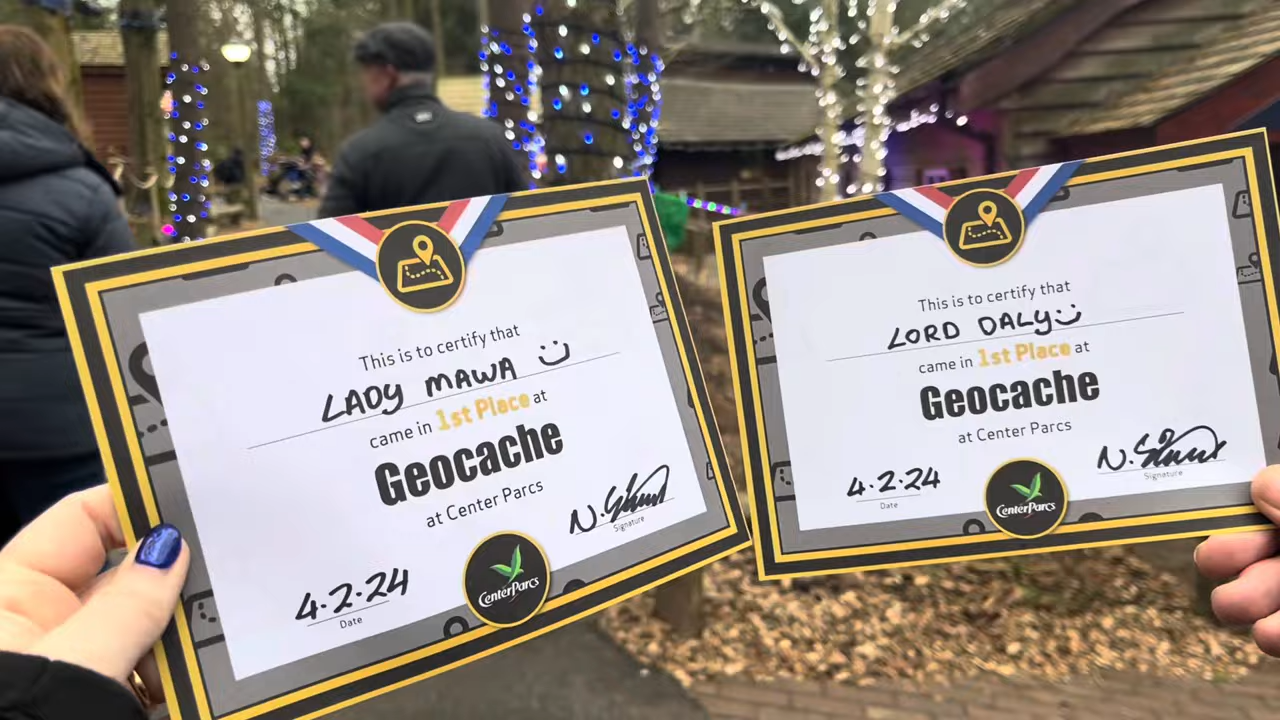 This is to certify that
LADY MAWA
came in 1st Place at
Geocache
at Center Parcs
4.2.24
Date
Signature
CenterParcs
This is to certify that
LORD DALY
came in 1st Place at
Geocache
at Center Parcs
4.2.24
Date
Signature
CenterParcs